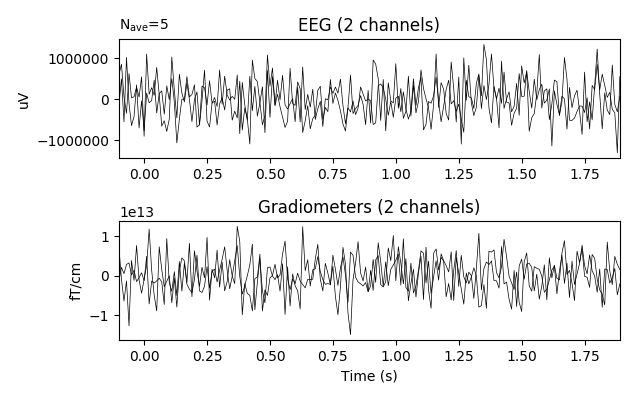 N_ave=5
EEG (2 channels)
1000000
0
−1000000
uV
0.00 0.25 0.50 0.75 1.00 1.25 1.50 1.75
1e13
Gradiometers (2 channels)
1
0
−1
fT/cm
0.00 0.25 0.50 0.75 1.00 1.25 1.50 1.75
Time (s)